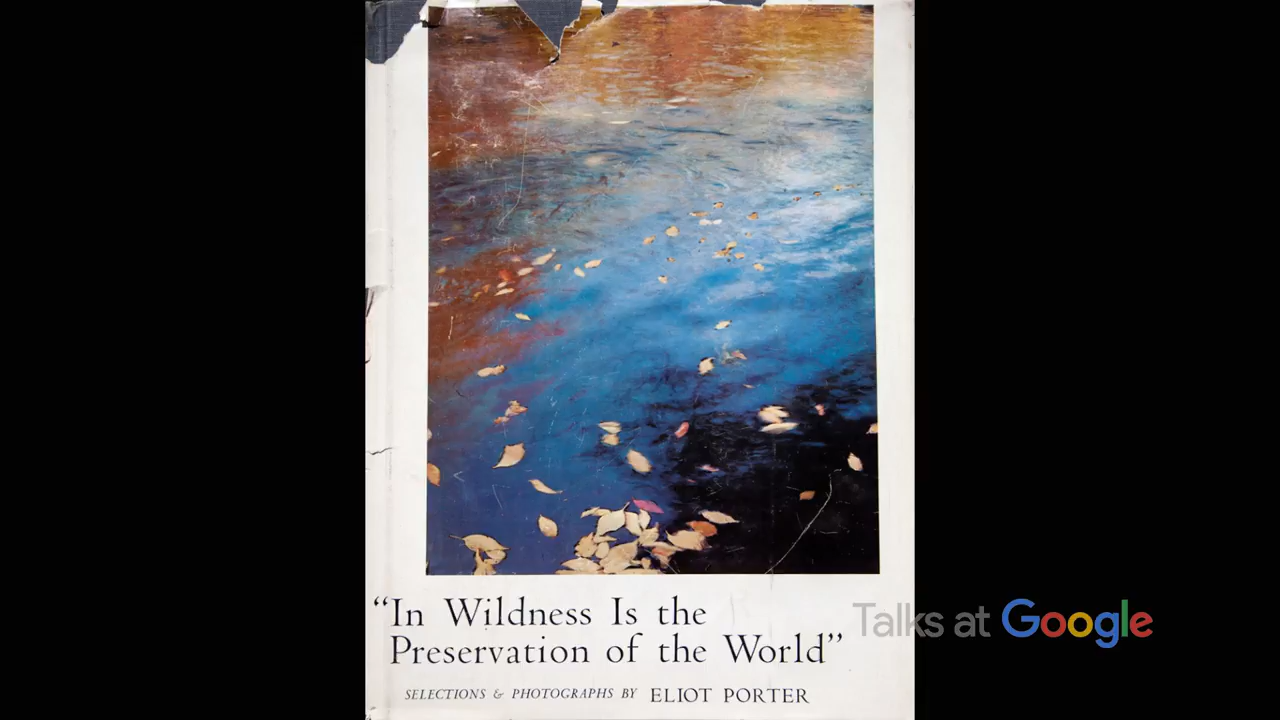 “In Wildness Is the
Preservation of the World”
SELECTIONS & PHOTOGRAPHS BY ELIOT PORTER
Talks at Google